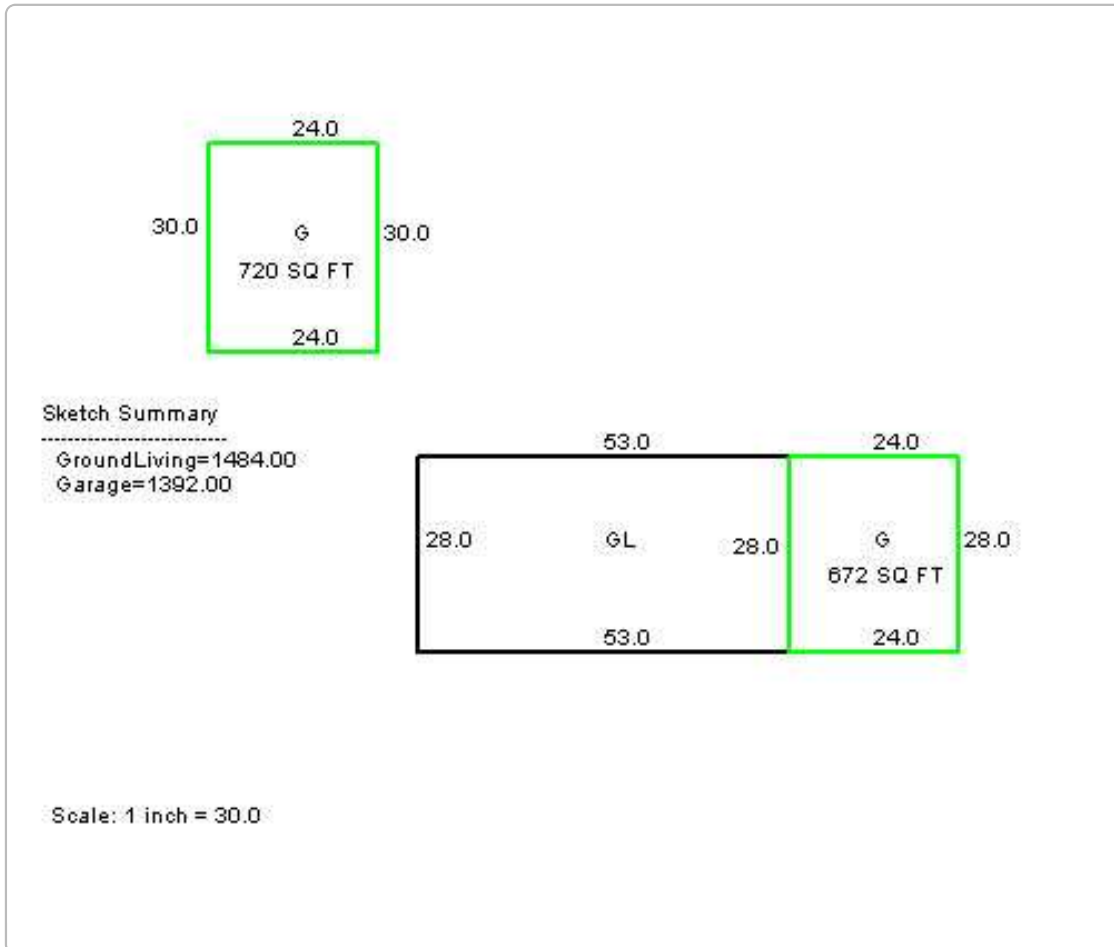 24.0
30.0 G 30.0
720 SQ FT
24.0
Sketch Summary
----------------------------
GroundLiving=1484.00
Garage=1392.00
53.0 24.0
28.0 GL 28.0 G 28.0
672 SQ FT
53.0 24.0
Scale: 1 inch = 30.0